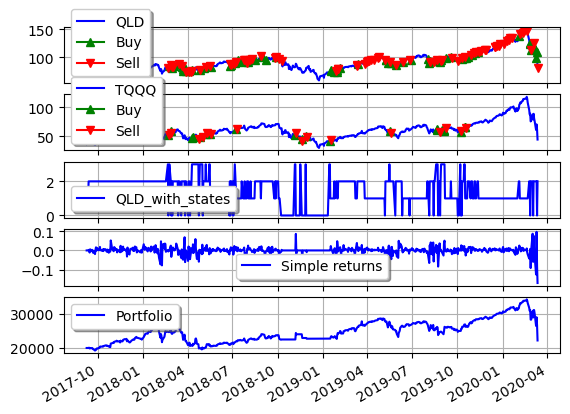 QLD
Buy
Sell
150
100
TQQQ
Buy
Sell
100
50
2
0
QLD_with_states
0.1
0.0
−0.1
Simple returns
30000
20000
Portfolio
2017-10
2018-01
2018-04
2018-07
2018-10
2019-01
2019-04
2019-07
2019-10
2020-01
2020-04